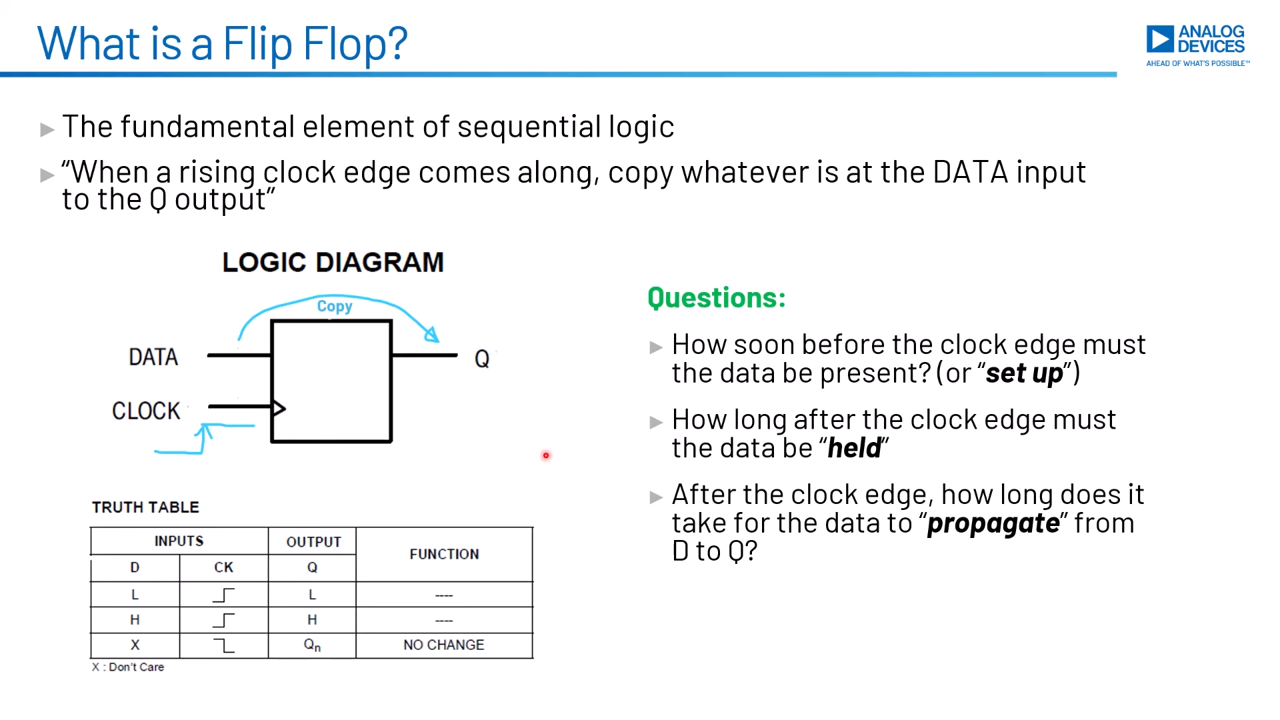 What is a Flip Flop?
ANALOG
DEVICES
AHEAD OF WHAT'S POSSIBLE™
The fundamental element of sequential logic
“When a rising clock edge comes along, copy whatever is at the DATA input
to the Q output”
LOGIC DIAGRAM
Copy
DATA
Q
CLOCK
Questions:
How soon before the clock edge must
the data be present? (or “set up”)
How long after the clock edge must
the data be “held”
After the clock edge, how long does it
take for the data to “propagate” from
D to Q?
TRUTH TABLE
INPUTS OUTPUT FUNCTION
D CK Q
L L ----
H H ----
X Qn NO CHANGE
X : Don't Care